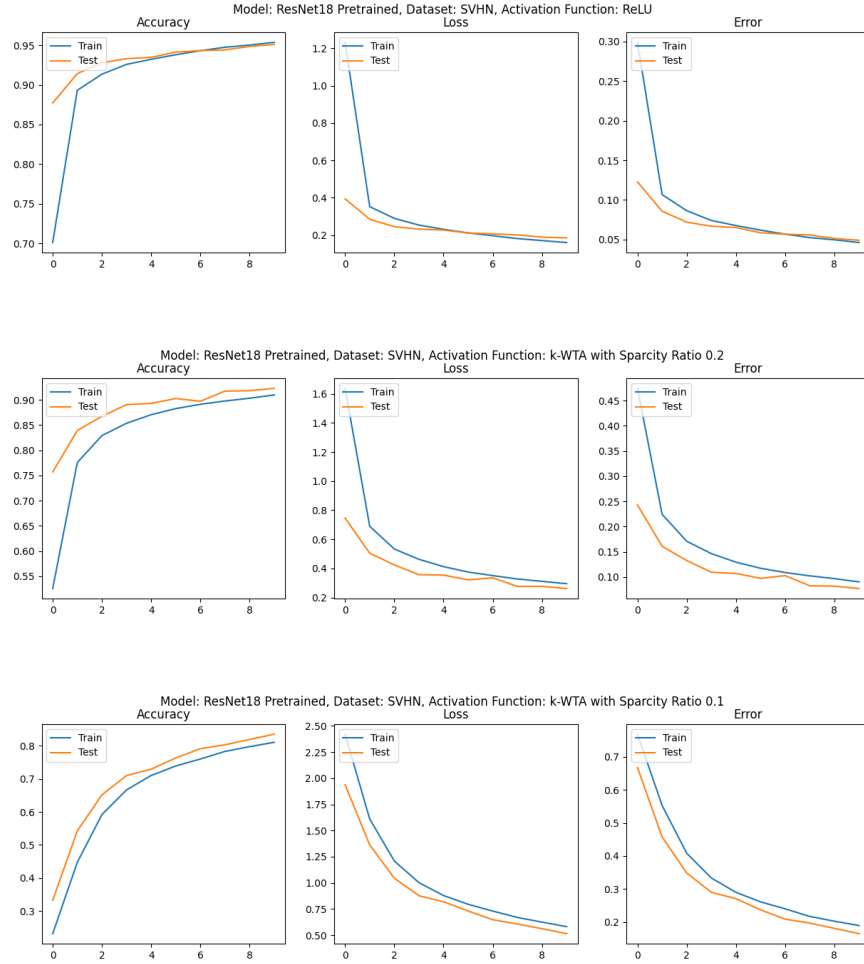 Model: ResNet18 Pretrained, Dataset: SVHN, Activation Function: ReLU
Accuracy
Loss
Error
Train
Test
0.95
0.90
0.85
0.80
0.75
0.70
0 2 4 6 8
Train
Test
1.2
1.0
0.8
0.6
0.4
0.2
0 2 4 6 8
Train
Test
0.30
0.25
0.20
0.15
0.10
0.05
0 2 4 6 8
Model: ResNet18 Pretrained, Dataset: SVHN, Activation Function: k-WTA with Sparcity Ratio 0.2
Accuracy
Loss
Error
Train
Test
0.90
0.85
0.80
0.75
0.70
0.65
0.60
0.55
0 2 4 6 8
Train
Test
1.6
1.4
1.2
1.0
0.8
0.6
0.4
0.2
0 2 4 6 8
Train
Test
0.45
0.40
0.35
0.30
0.25
0.20
0.15
0.10
0 2 4 6 8
Model: ResNet18 Pretrained, Dataset: SVHN, Activation Function: k-WTA with Sparcity Ratio 0.1
Accuracy
Loss
Error
Train
Test
0.8
0.7
0.6
0.5
0.4
0.3
0 2 4 6 8
Train
Test
2.50
2.25
2.00
1.75
1.50
1.25
1.00
0.75
0.50
0 2 4 6 8
Train
Test
0.7
0.6
0.5
0.4
0.3
0.2
0 2 4 6 8